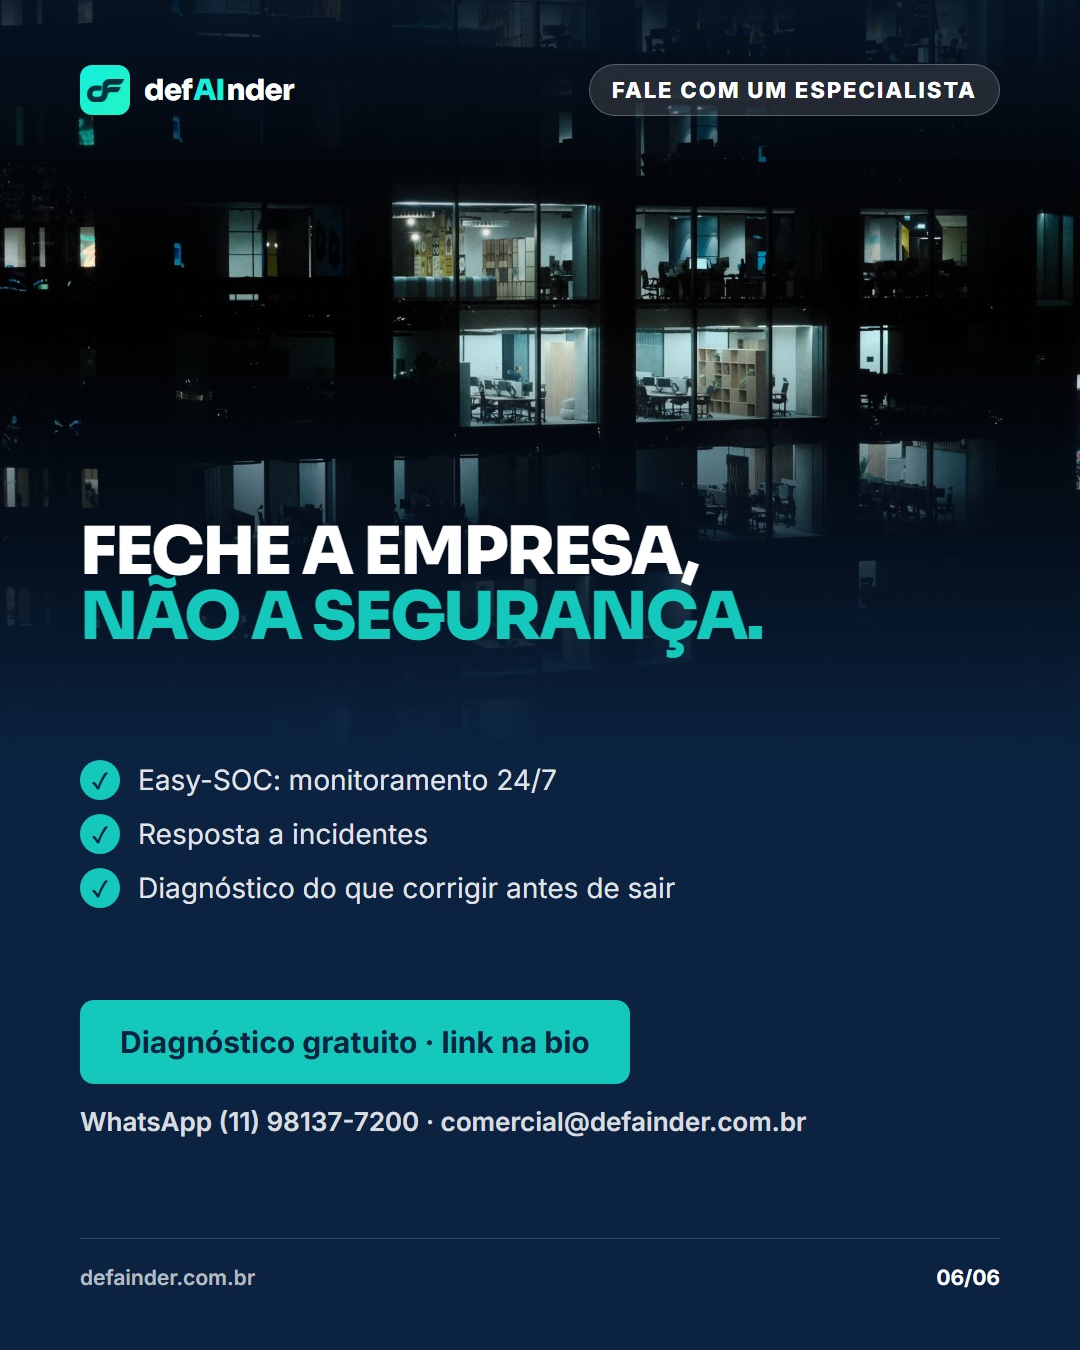 defAInder
FALE COM UM ESPECIALISTA
FECHE A EMPRESA,
NÃO A SEGURANÇA.
Easy-SOC: monitoramento 24/7
Resposta a incidentes
Diagnóstico do que corrigir antes de sair
Diagnóstico gratuito · link na bio
WhatsApp (11) 98137-7200 · comercial@defainder.com.br
defainder.com.br
06/06